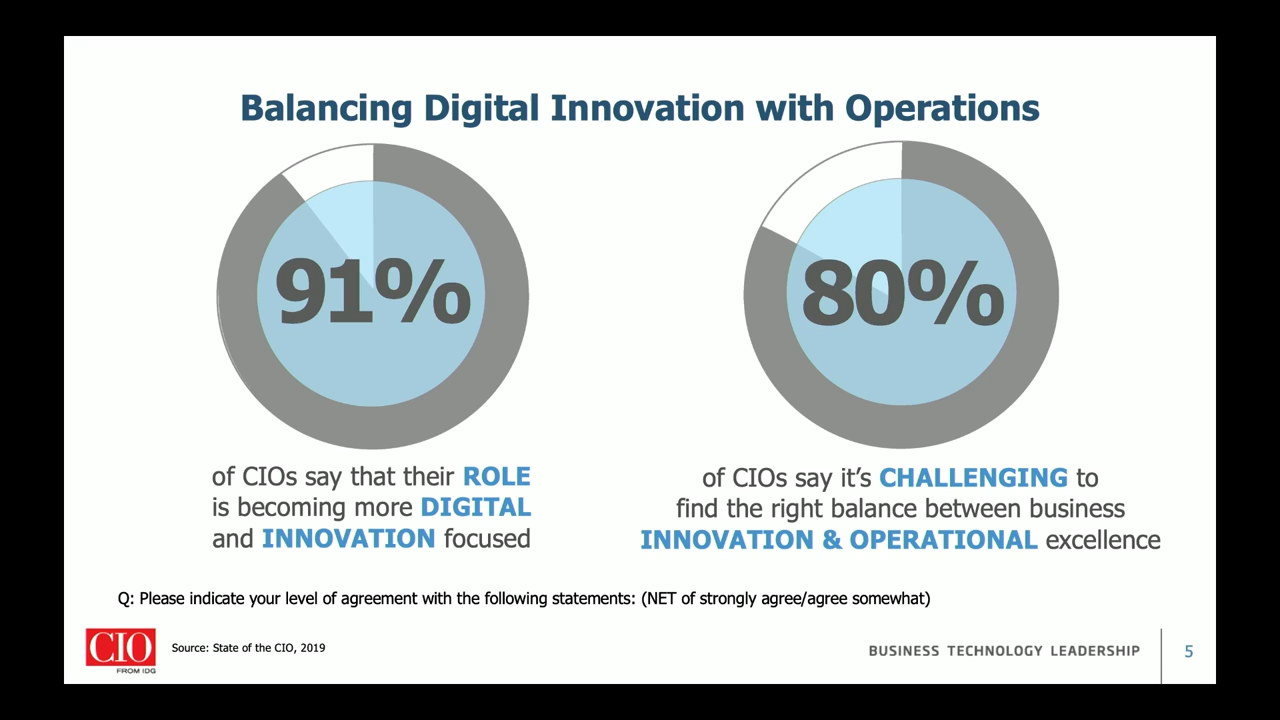 Balancing Digital Innovation with Operations
91%
80%
of CIOs say that their ROLE
is becoming more DIGITAL
and INNOVATION focused
of CIOs say it’s CHALLENGING to
find the right balance between business
INNOVATION & OPERATIONAL excellence
Q: Please indicate your level of agreement with the following statements: (NET of strongly agree/agree somewhat)
CIO
FROM IDG
Source: State of the CIO, 2019
BUSINESS TECHNOLOGY LEADERSHIP
5